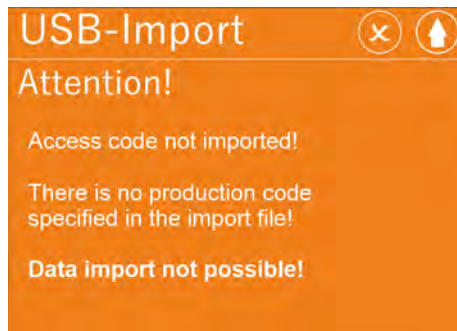 USB-Import
Attention!
Access code not imported!
There is no production code
specified in the import file!
Data import not possible!